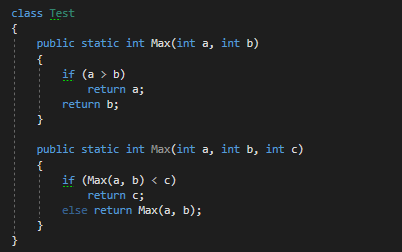 class Test
{
    public static int Max(int a, int b)
    {
        if (a > b)
            return a;
        return b;
    }

    public static int Max(int a, int b, int c)
    {
        if (Max(a, b) < c)
            return c;
        else return Max(a, b);
    }
}